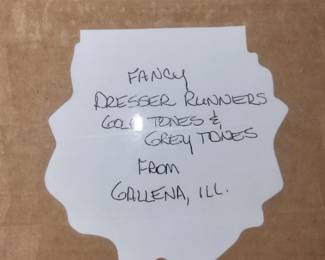 FANCY
DRESSER RUNNERS
GOLD TONES &
GREY TONES
FROM
GALLENA, ILL.